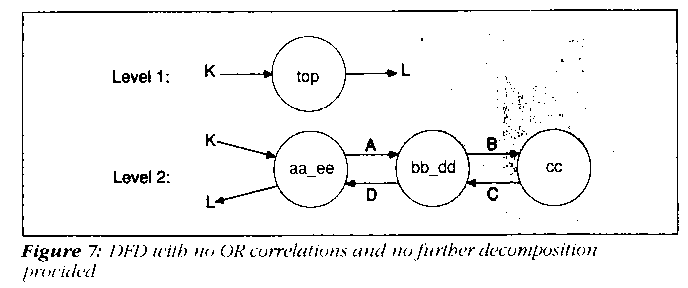 Level 1:
K
top
L
K
A
B
Level 2:
aa_ee
bb_dd
cc
L
D
C
Figure 7: DFD with no OR correlations and no further decomposition
provided